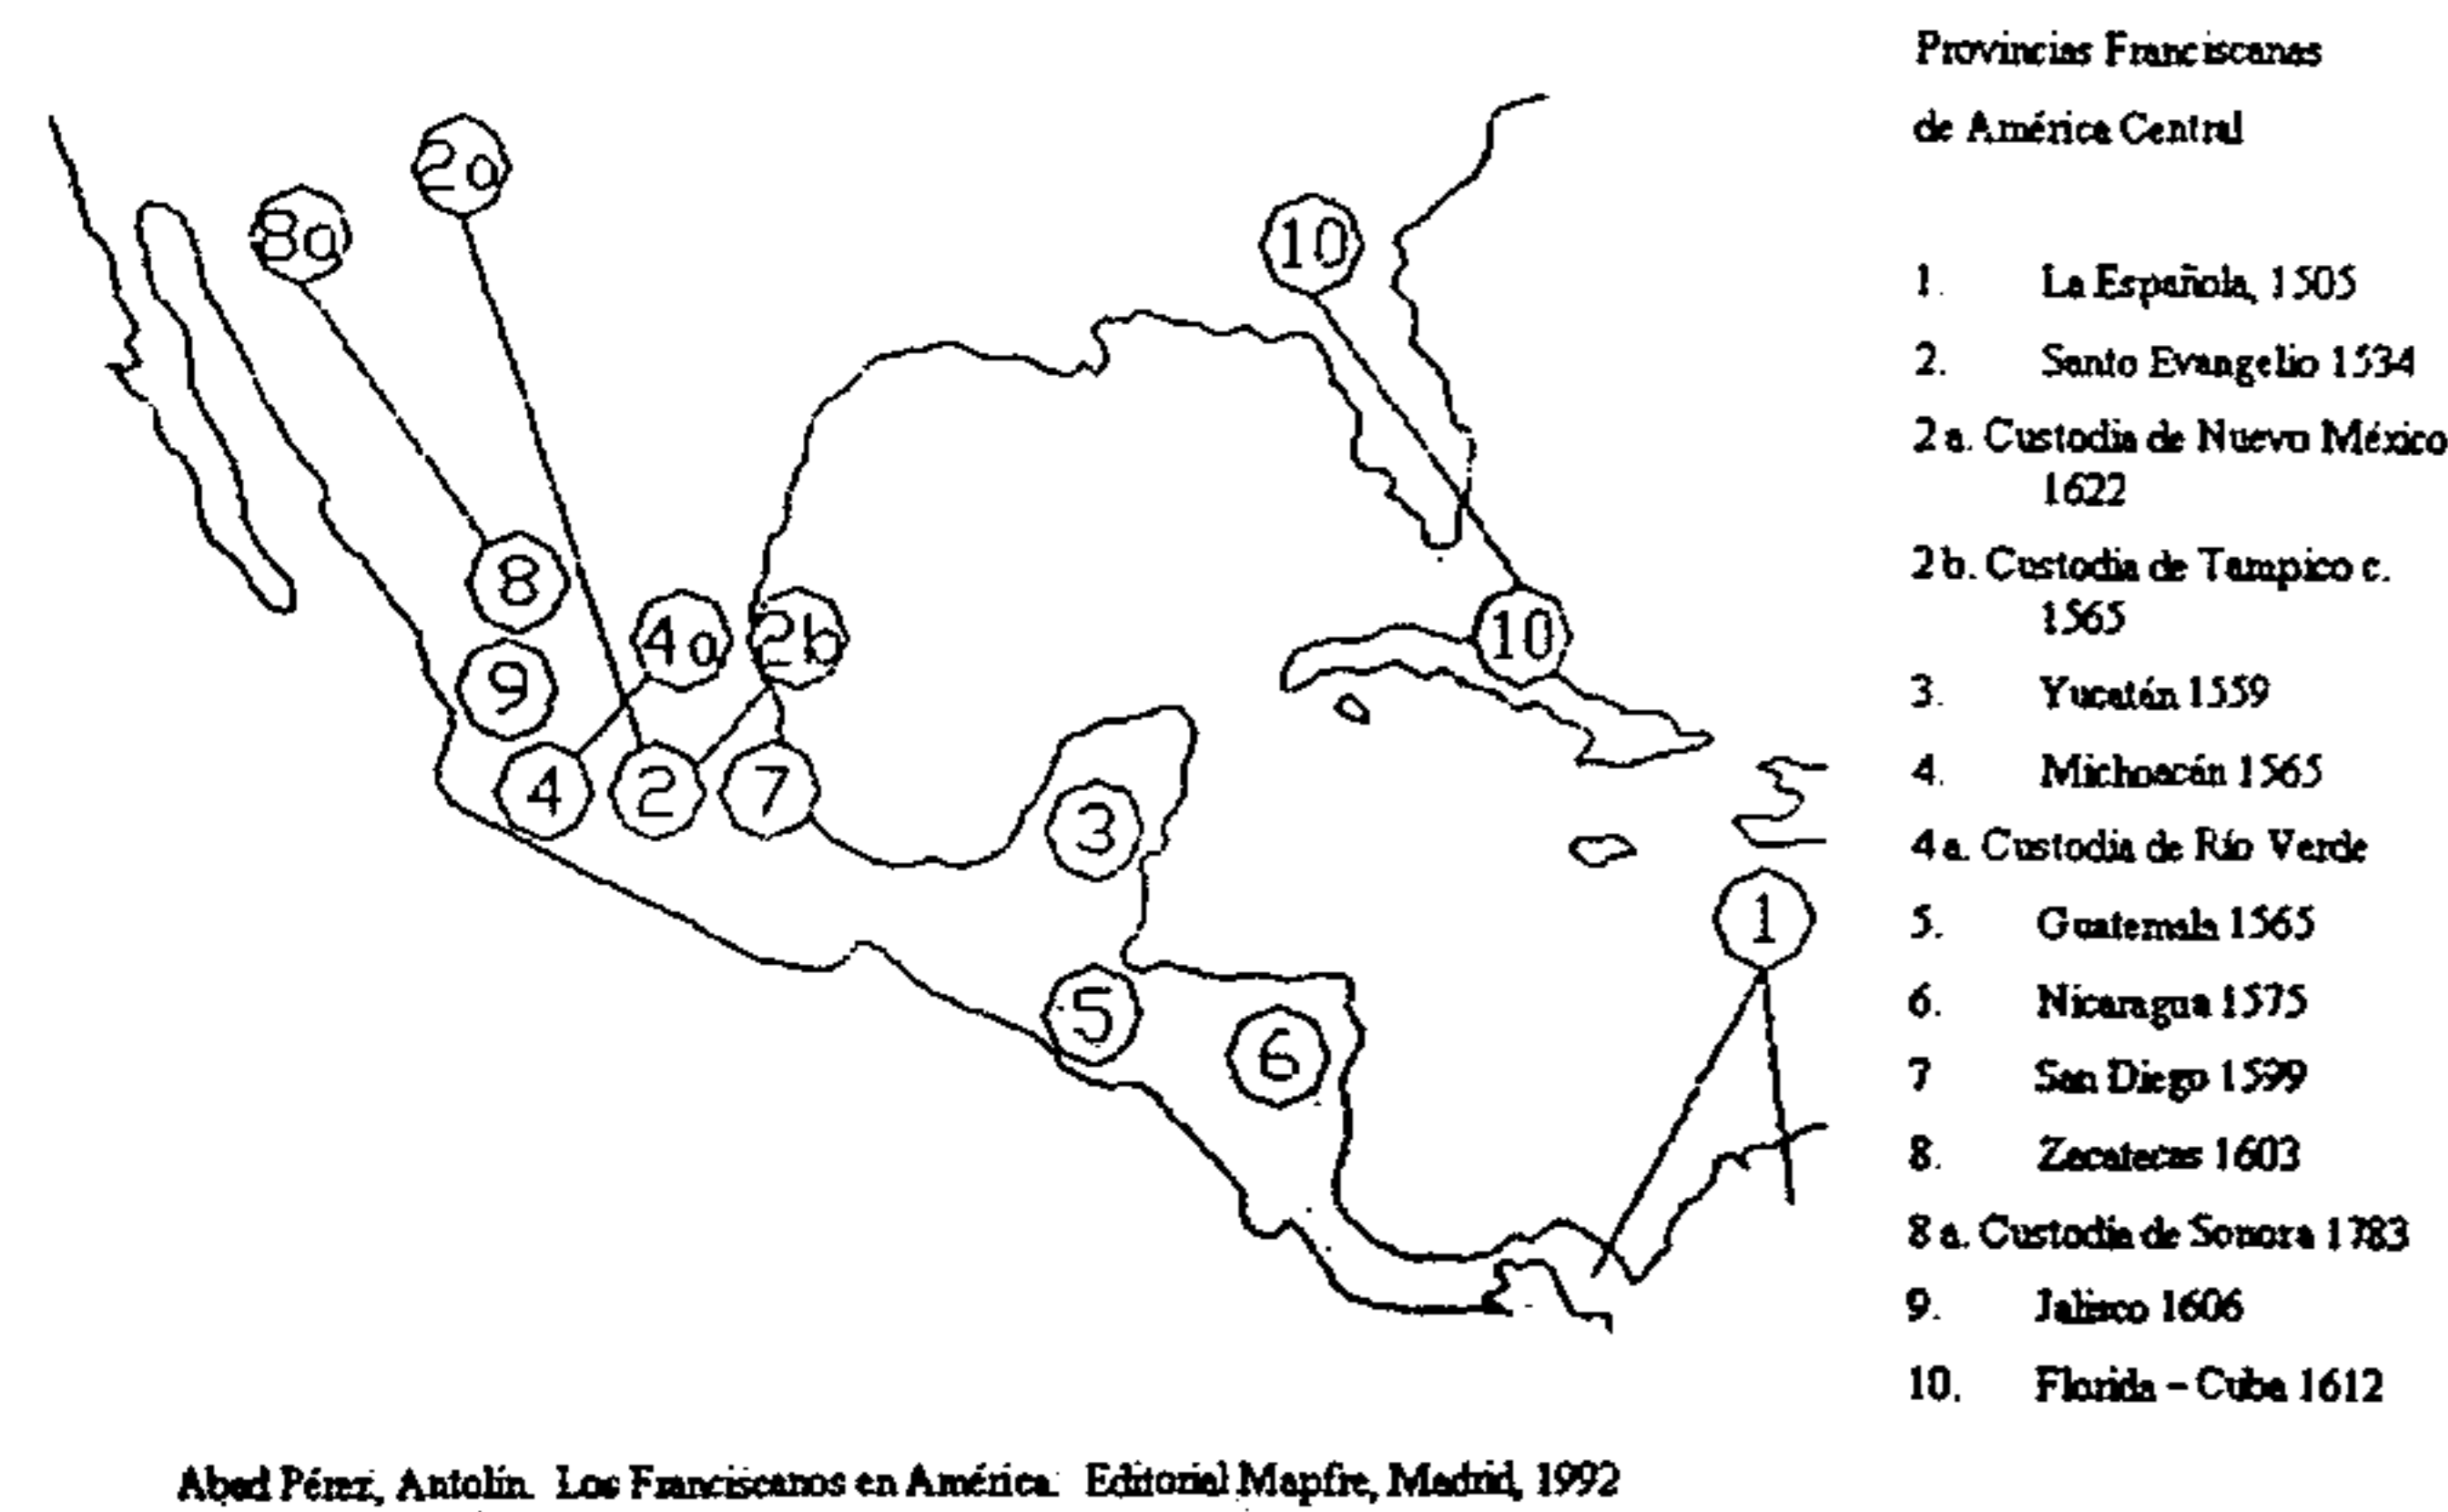 Provincias Franciscanas
de América Central
1. La Española, 1505
2. Santo Evangelio 1534
2a. Custodia de Nuevo México
1622
2b. Custodia de Tampico c.
1565
3. Yucatán 1559
4. Michoacán 1565
4a. Custodia de Río Verde
5. Guatemala 1565
6. Nicaragua 1575
7 San Diego 1599
8. Zacatecas 1603
8a. Custodia de Sonora 1783
9. Jalisco 1606
10. Florida – Cuba 1612
2a
8a
10
8
4a
2b
10
9
4
2
7
3
1
5
6
Abad Pérez, Antolín. Los Franciscanos en América. Editorial Mapfre, Madrid, 1992